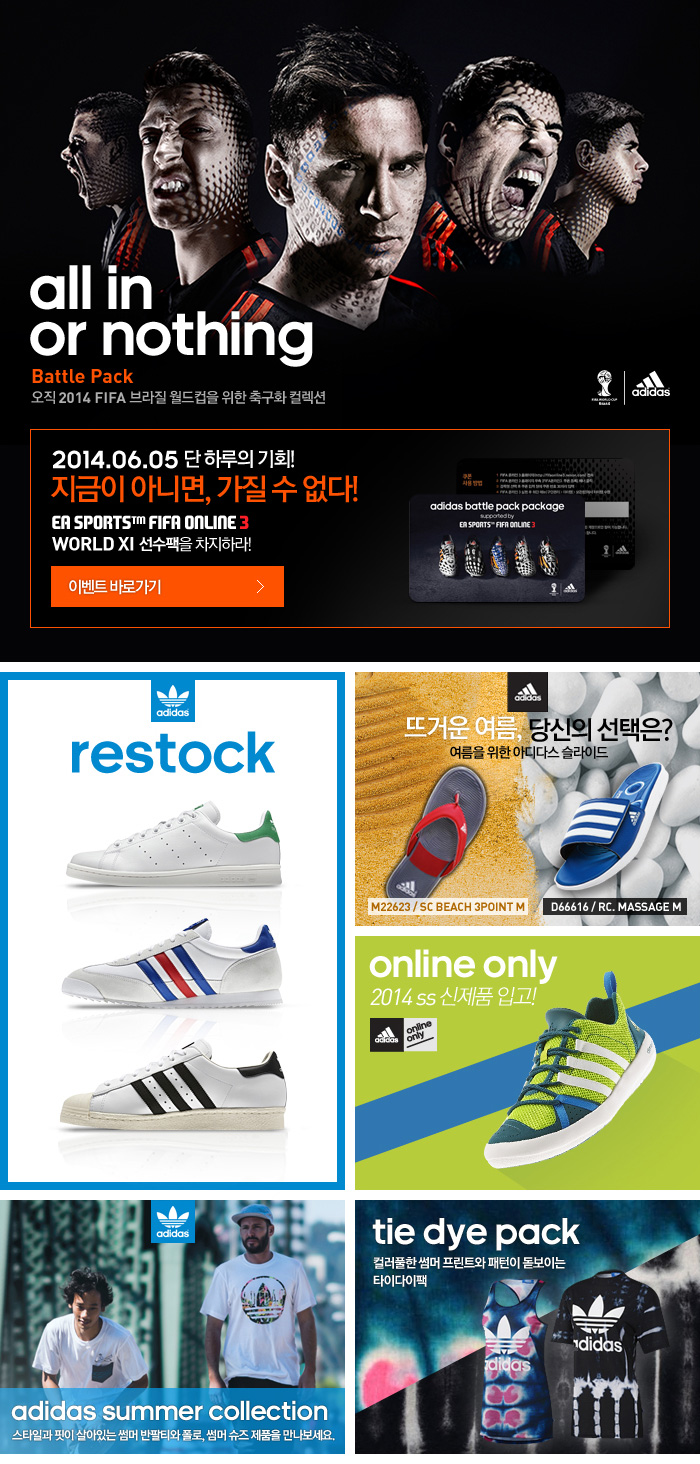 all in
or nothing
Battle Pack
오직 2014 FIFA 브라질 월드컵을 위한 축구화 컬렉션
adidas
2014.06.05 단 하루의 기회!
지금이 아니면, 가질 수 없다!
EA SPORTS™ FIFA ONLINE 3
WORLD XI 선수팩을 차지하라!
이벤트 바로가기
쿠폰
사용 방법
adidas battle pack package
supported by
EA SPORTS™ FIFA ONLINE 3
adidas
restock
adidas
뜨거운 여름, 당신의 선택은?
여름을 위한 아디다스 슬라이드
M22623 / SC BEACH 3POINT M
D66616 / RC. MASSAGE M
online only
2014 ss 신제품 입고!
adidas
online
only
adidas
adidas summer collection
스타일과 핏이 살아있는 썸머 반팔티와 폴로, 썸머 슈즈 제품을 만나보세요.
tie dye pack
컬러풀한 썸머 프린트와 패턴이 돋보이는
타이다이팩
adidas
adidas